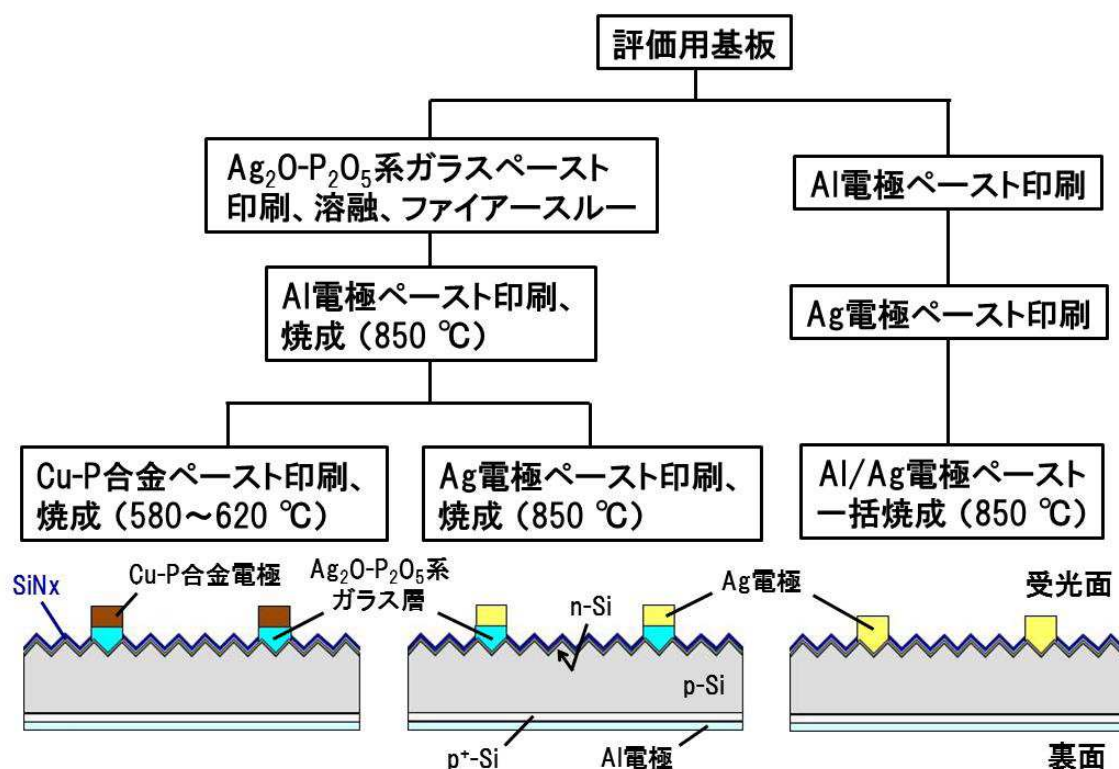 評価用基板
Ag₂O-P₂O₅系ガラスペースト
印刷、溶融、ファイアースルー
Al電極ペースト印刷
Al電極ペースト印刷、
焼成（850 ℃）
Ag電極ペースト印刷
Cu-P合金ペースト印刷、
焼成（580～620 ℃）
Ag電極ペースト印刷、
焼成（850 ℃）
Al/Ag電極ペースト
一括焼成（850 ℃）
SiNx
Cu-P合金電極
Ag₂O-P₂O₅系
ガラス層
n-Si
Ag電極
受光面
p-Si
p⁺-Si
Al電極
裏面